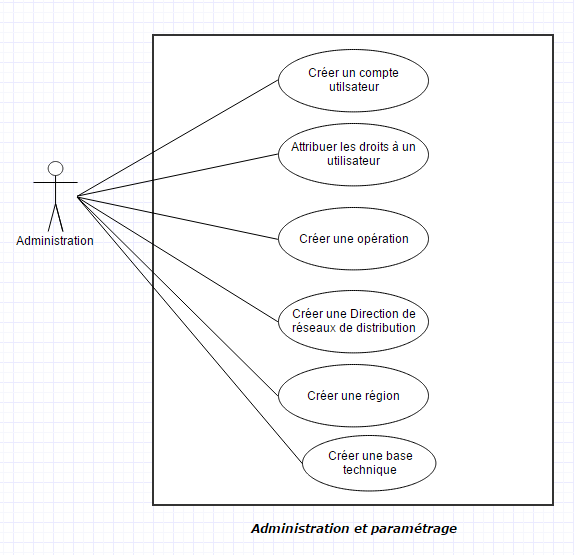 Créer un compte
utilsateur
Attribuer les droits à un
utilisateur
Administration
Créer une opération
Créer une Direction de
réseaux de distribution
Créer une région
Créer une base
technique
Administration et paramétrage